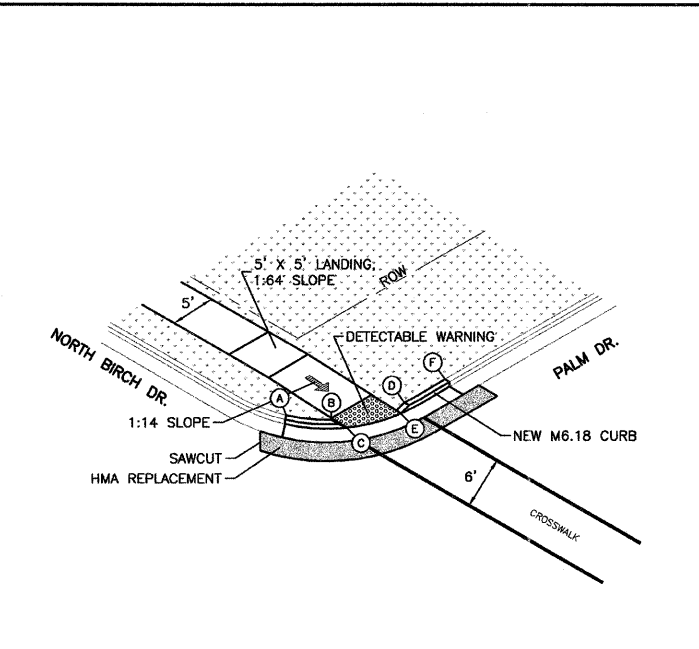 5' X 5' LANDING,
1:64 SLOPE
ROW
5'
DETECTABLE WARNING
NORTH BIRCH DR.
PALM DR.
F
D
A
B
1:14 SLOPE
E
C
NEW M6.18 CURB
SAWCUT
HMA REPLACEMENT
6'
CROSSWALK